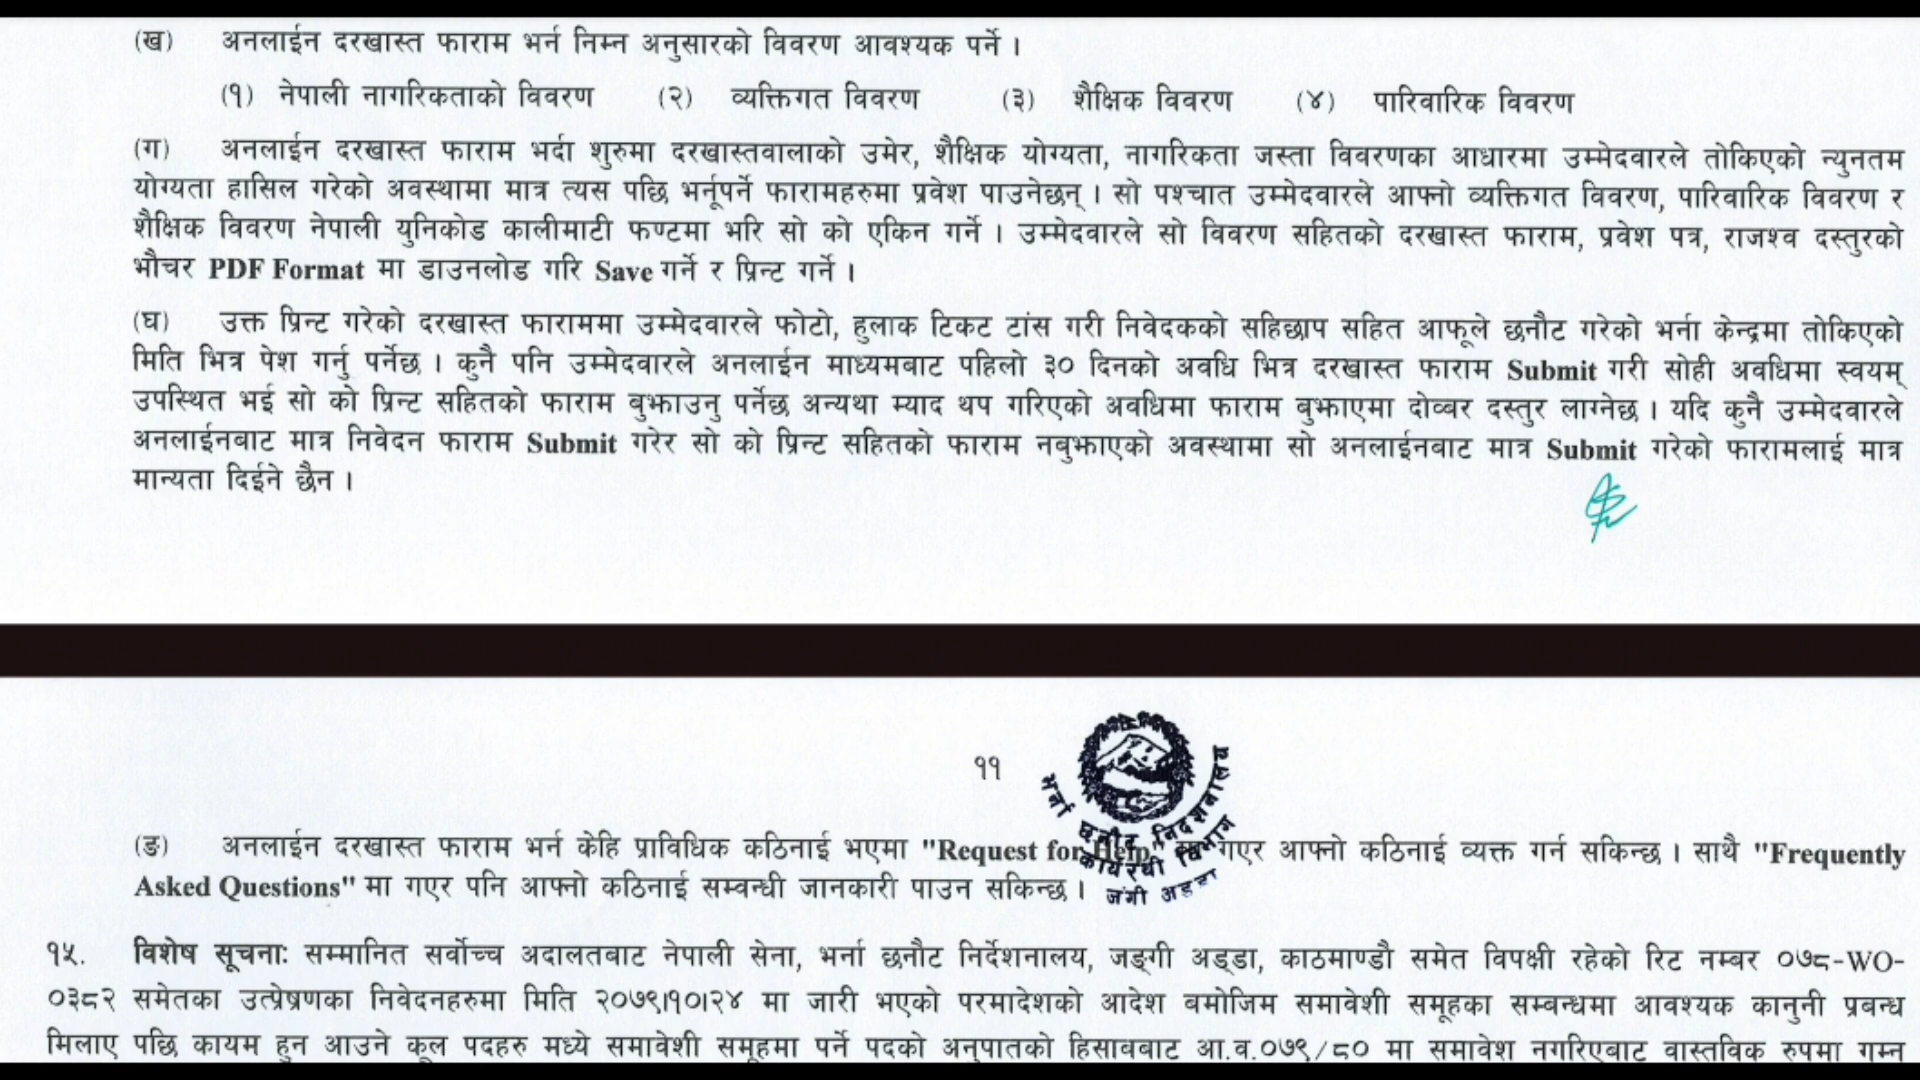 (ख) अनलाईन दरखास्त फाराम भर्न निम्न अनुसारको विवरण आवश्यक पर्ने ।
(१) नेपाली नागरिकताको विवरण (२) व्यक्तिगत विवरण (३) शैक्षिक विवरण (४) पारिवारिक विवरण
(ग) अनलाईन दरखास्त फाराम भर्दा शुरुमा दरखास्तवालाको उमेर, शैक्षिक योग्यता, नागरिकता जस्ता विवरणका आधारमा उम्मेदवारले तोकिएको न्युनतम
योग्यता हासिल गरेको अवस्थामा मात्र त्यस पछि भर्नूपर्ने फारामहरुमा प्रवेश पाउनेछन् । सो पश्चात उम्मेदवारले आफ्नो व्यक्तिगत विवरण, पारिवारिक विवरण र
शैक्षिक विवरण नेपाली युनिकोड कालीमाटी फण्टमा भरि सो को एकिन गर्ने । उम्मेदवारले सो विवरण सहितको दरखास्त फाराम, प्रवेश पत्र, राजश्व दस्तुरको
भौचर PDF Format मा डाउनलोड गरि Save गर्ने र प्रिन्ट गर्ने ।
(घ) उक्त प्रिन्ट गरेको दरखास्त फाराममा उम्मेदवारले फोटो, हुलाक टिकट टांस गरी निवेदकको सहिछाप सहित आफूले छनौट गरेको भर्ना केन्द्रमा तोकिएको
मिति भित्र पेश गर्नु पर्नेछ । कुनै पनि उम्मेदवारले अनलाईन माध्यमबाट पहिलो ३० दिनको अवधि भित्र दरखास्त फाराम Submit गरी सोही अवधिमा स्वयम्
उपस्थित भई सो को प्रिन्ट सहितको फाराम बुझाउनु पर्नेछ अन्यथा म्याद थप गरिएको अवधिमा फाराम बुझाएमा दोब्बर दस्तुर लाग्नेछ । यदि कुनै उम्मेदवारले
अनलाईनबाट मात्र निवेदन फाराम Submit गरेर सो को प्रिन्ट सहितको फाराम नबुझाएको अवस्थामा सो अनलाईनबाट मात्र Submit गरेको फारामलाई मात्र
मान्यता दिईने छैन ।
११
भर्ना छनौट निर्देशनालय
कार्यरथी विभाग
जंगी अड्डा
(ङ) अनलाईन दरखास्त फाराम भर्न केहि प्राविधिक कठिनाई भएमा "Request for Help" गएर आफ्नो कठिनाई व्यक्त गर्न सकिन्छ । साथै "Frequently
Asked Questions" मा गएर पनि आफ्नो कठिनाई सम्वन्धी जानकारी पाउन सकिन्छ ।
१५. विशेष सूचनाः सम्मानित सर्वोच्च अदालतबाट नेपाली सेना, भर्ना छनौट निर्देशनालय, जङ्गी अड्डा, काठमाण्डौ समेत विपक्षी रहेको रिट नम्बर ०७८-WO-
०३८२ समेतका उत्प्रेषणका निवेदनहरुमा मिति २०७९।१०।२४ मा जारी भएको परमादेशको आदेश बमोजिम समावेशी समूहका सम्बन्धमा आवश्यक कानुनी प्रबन्ध
मिलाए पछि कायम हुन आउने कूल पदहरु मध्ये समावेशी समूहमा पर्ने पदको अनुपातको हिसाबबाट आ.व.०७९/८० मा समावेश नगरिएबाट वास्तविक रुपमा गुम्न